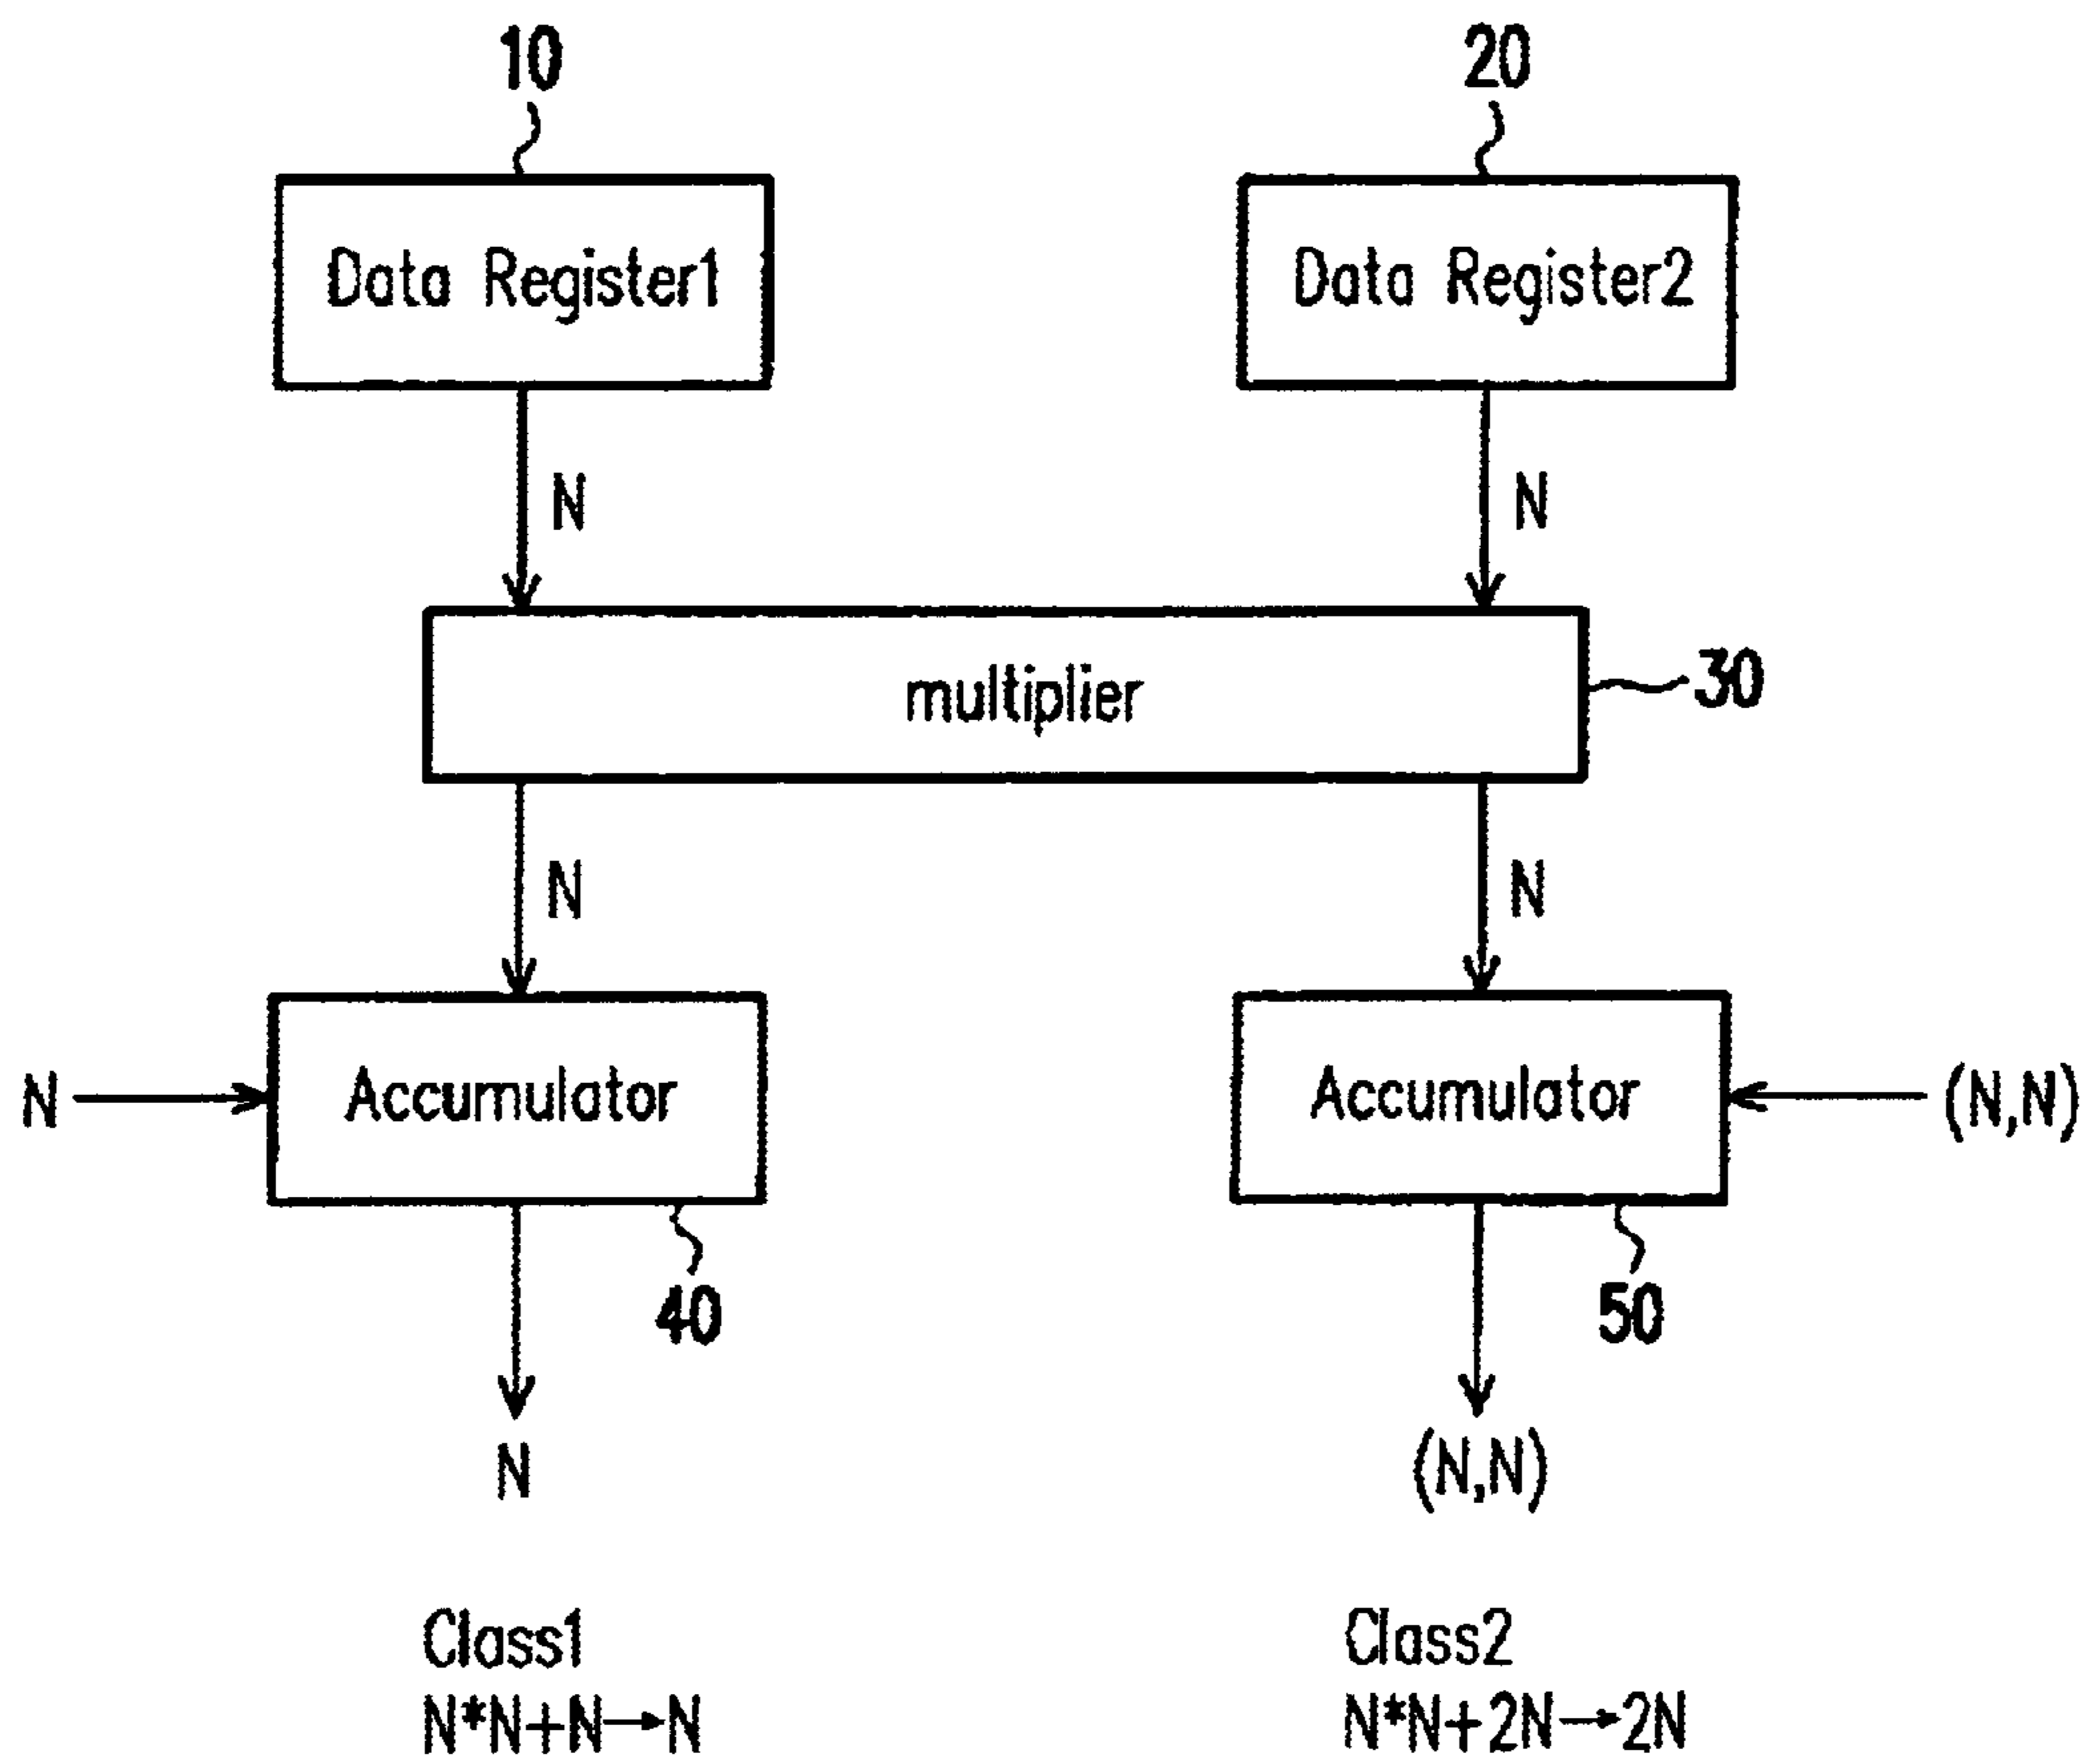 10
20
Data Register1
Data Register2
N
N
multiplier
30
N
N
N
Accumulator
Accumulator
(N,N)
40
50
N
(N,N)
Class1
Class2
N*N+N→N
N*N+2N→2N